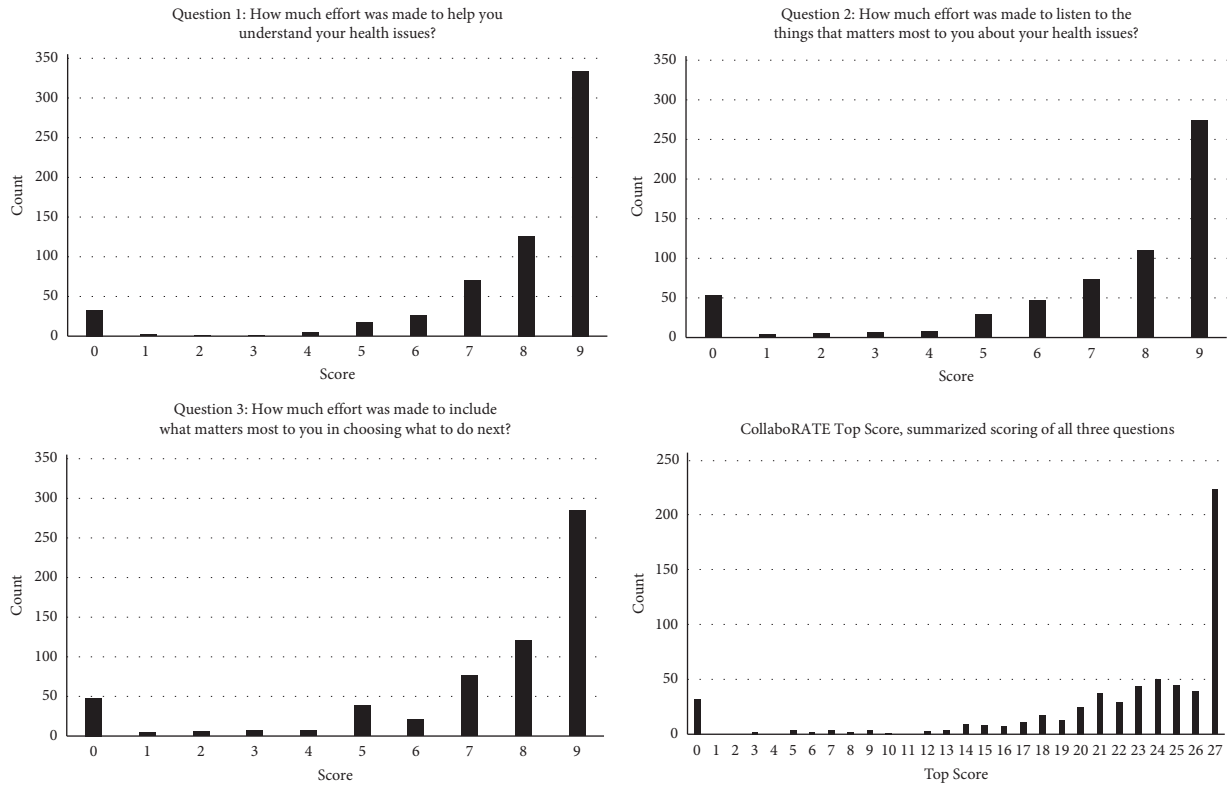 Question 1: How much effort was made to help you
understand your health issues?
350
300
250
200
150
100
50
0
Count
0 1 2 3 4 5 6 7 8 9
Score
Question 2: How much effort was made to listen to the
things that matters most to you about your health issues?
350
300
250
200
150
100
50
0
Count
0 1 2 3 4 5 6 7 8 9
Score
Question 3: How much effort was made to include
what matters most to you in choosing what to do next?
350
300
250
200
150
100
50
0
Count
0 1 2 3 4 5 6 7 8 9
Score
CollaboRATE Top Score, summarized scoring of all three questions
250
200
150
100
50
0
Count
0 1 2 3 4 5 6 7 8 9 10 11 12 13 14 15 16 17 18 19 20 21 22 23 24 25 26 27
Top Score